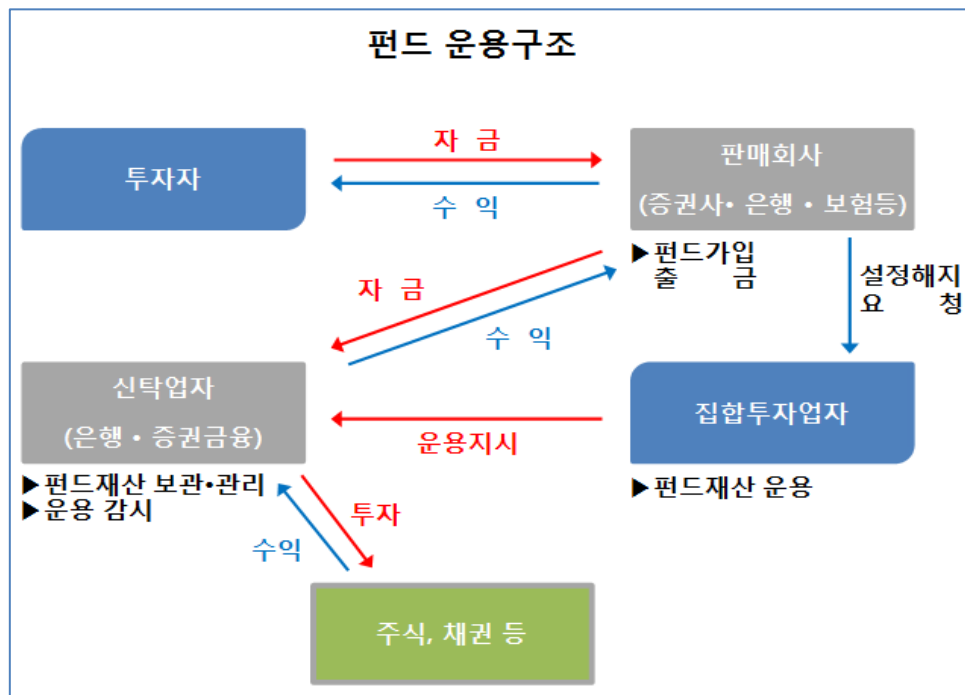 펀드 운용구조
투자자
자 금
수 익
판매회사
(증권사• 은행 • 보험등)
▶펀드가입
출 금
설정해지
요 청
자 금
수 익
신탁업자
(은행 • 증권금융)
▶펀드재산 보관•관리
▶운용 감시
운용지시
집합투자업자
▶펀드재산 운용
투자
수익
주식, 채권 등